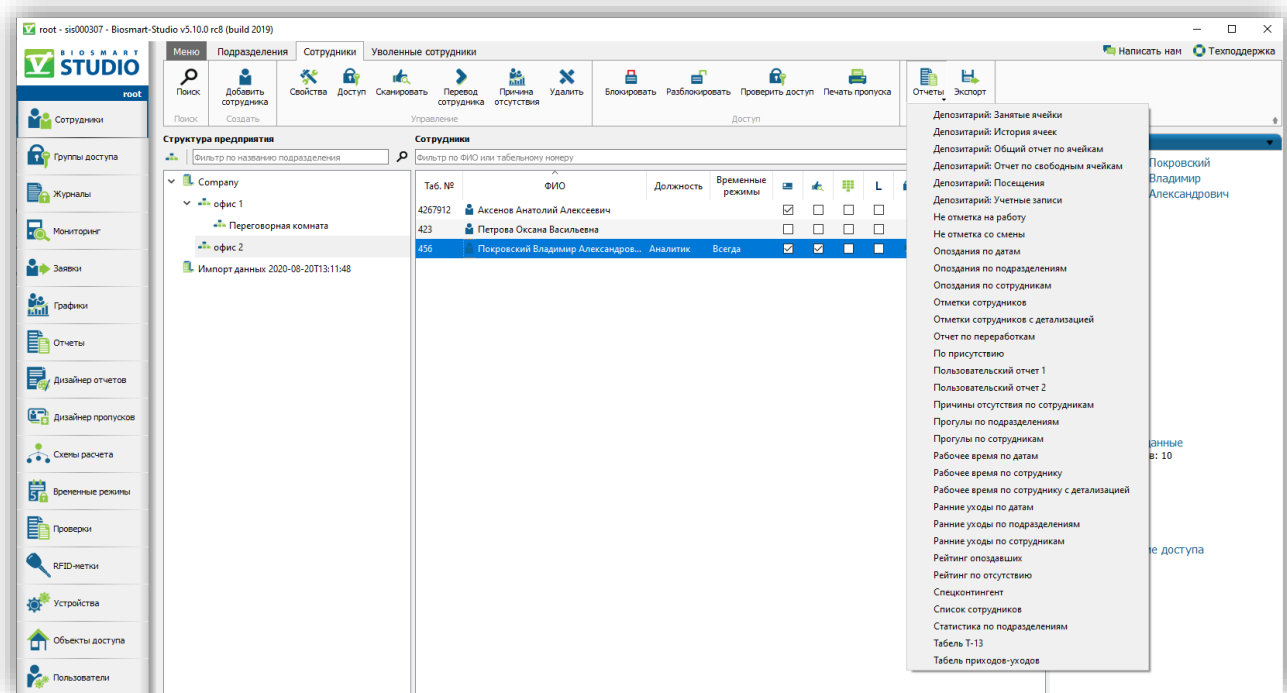 root - sis000307 - Biosmart-Studio v5.10.0 rc8 (build 2019)
BIOSMART
STUDIO
root
Меню
Подразделения
Сотрудники
Уволенные сотрудники
Написать нам
Техподдержка
Поиск
Добавить сотрудника
Свойства
Доступ
Сканировать
Перевод сотрудника
Причина отсутствия
Удалить
Блокировать
Разблокировать
Проверить доступ
Печать пропуска
Отчеты
Экспорт
Поиск
Создать
Управление
Доступ
Сотрудники
Группы доступа
Журналы
Мониторинг
Заявки
Графики
Отчеты
Дизайнер отчетов
Дизайнер пропусков
Схемы расчета
Временные режимы
Проверки
RFID-метки
Устройства
Объекты доступа
Пользователи
Структура предприятия
Фильтр по названию подразделения
Company
офис 1
Переговорная комната
офис 2
Импорт данных 2020-08-20T13:11:48
Сотрудники
Фильтр по ФИО или табельному номеру
Таб. № ФИО Должность Временные режимы L
4267912 Аксенов Анатолий Алексеевич
423 Петрова Оксана Васильевна
456 Покровский Владимир Александров... Аналитик Всегда
Депозитарий: Занятые ячейки
Депозитарий: История ячеек
Депозитарий: Общий отчет по ячейкам
Депозитарий: Отчет по свободным ячейкам
Депозитарий: Посещения
Депозитарий: Учетные записи
Не отметка на работу
Не отметка со смены
Опоздания по датам
Опоздания по подразделениям
Опоздания по сотрудникам
Отметки сотрудников
Отметки сотрудников с детализацией
Отчет по переработкам
По присутствию
Пользовательский отчет 1
Пользовательский отчет 2
Причины отсутствия по сотрудникам
Прогулы по подразделениям
Прогулы по сотрудникам
Рабочее время по датам
Рабочее время по сотруднику
Рабочее время по сотруднику с детализацией
Ранние уходы по датам
Ранние уходы по подразделениям
Ранние уходы по сотрудникам
Рейтинг опоздавших
Рейтинг по отсутствию
Спецконтингент
Список сотрудников
Статистика по подразделениям
Табель Т-13
Табель приходов-уходов
Покровский
Владимир
Александрович
данные
в: 10
е доступа